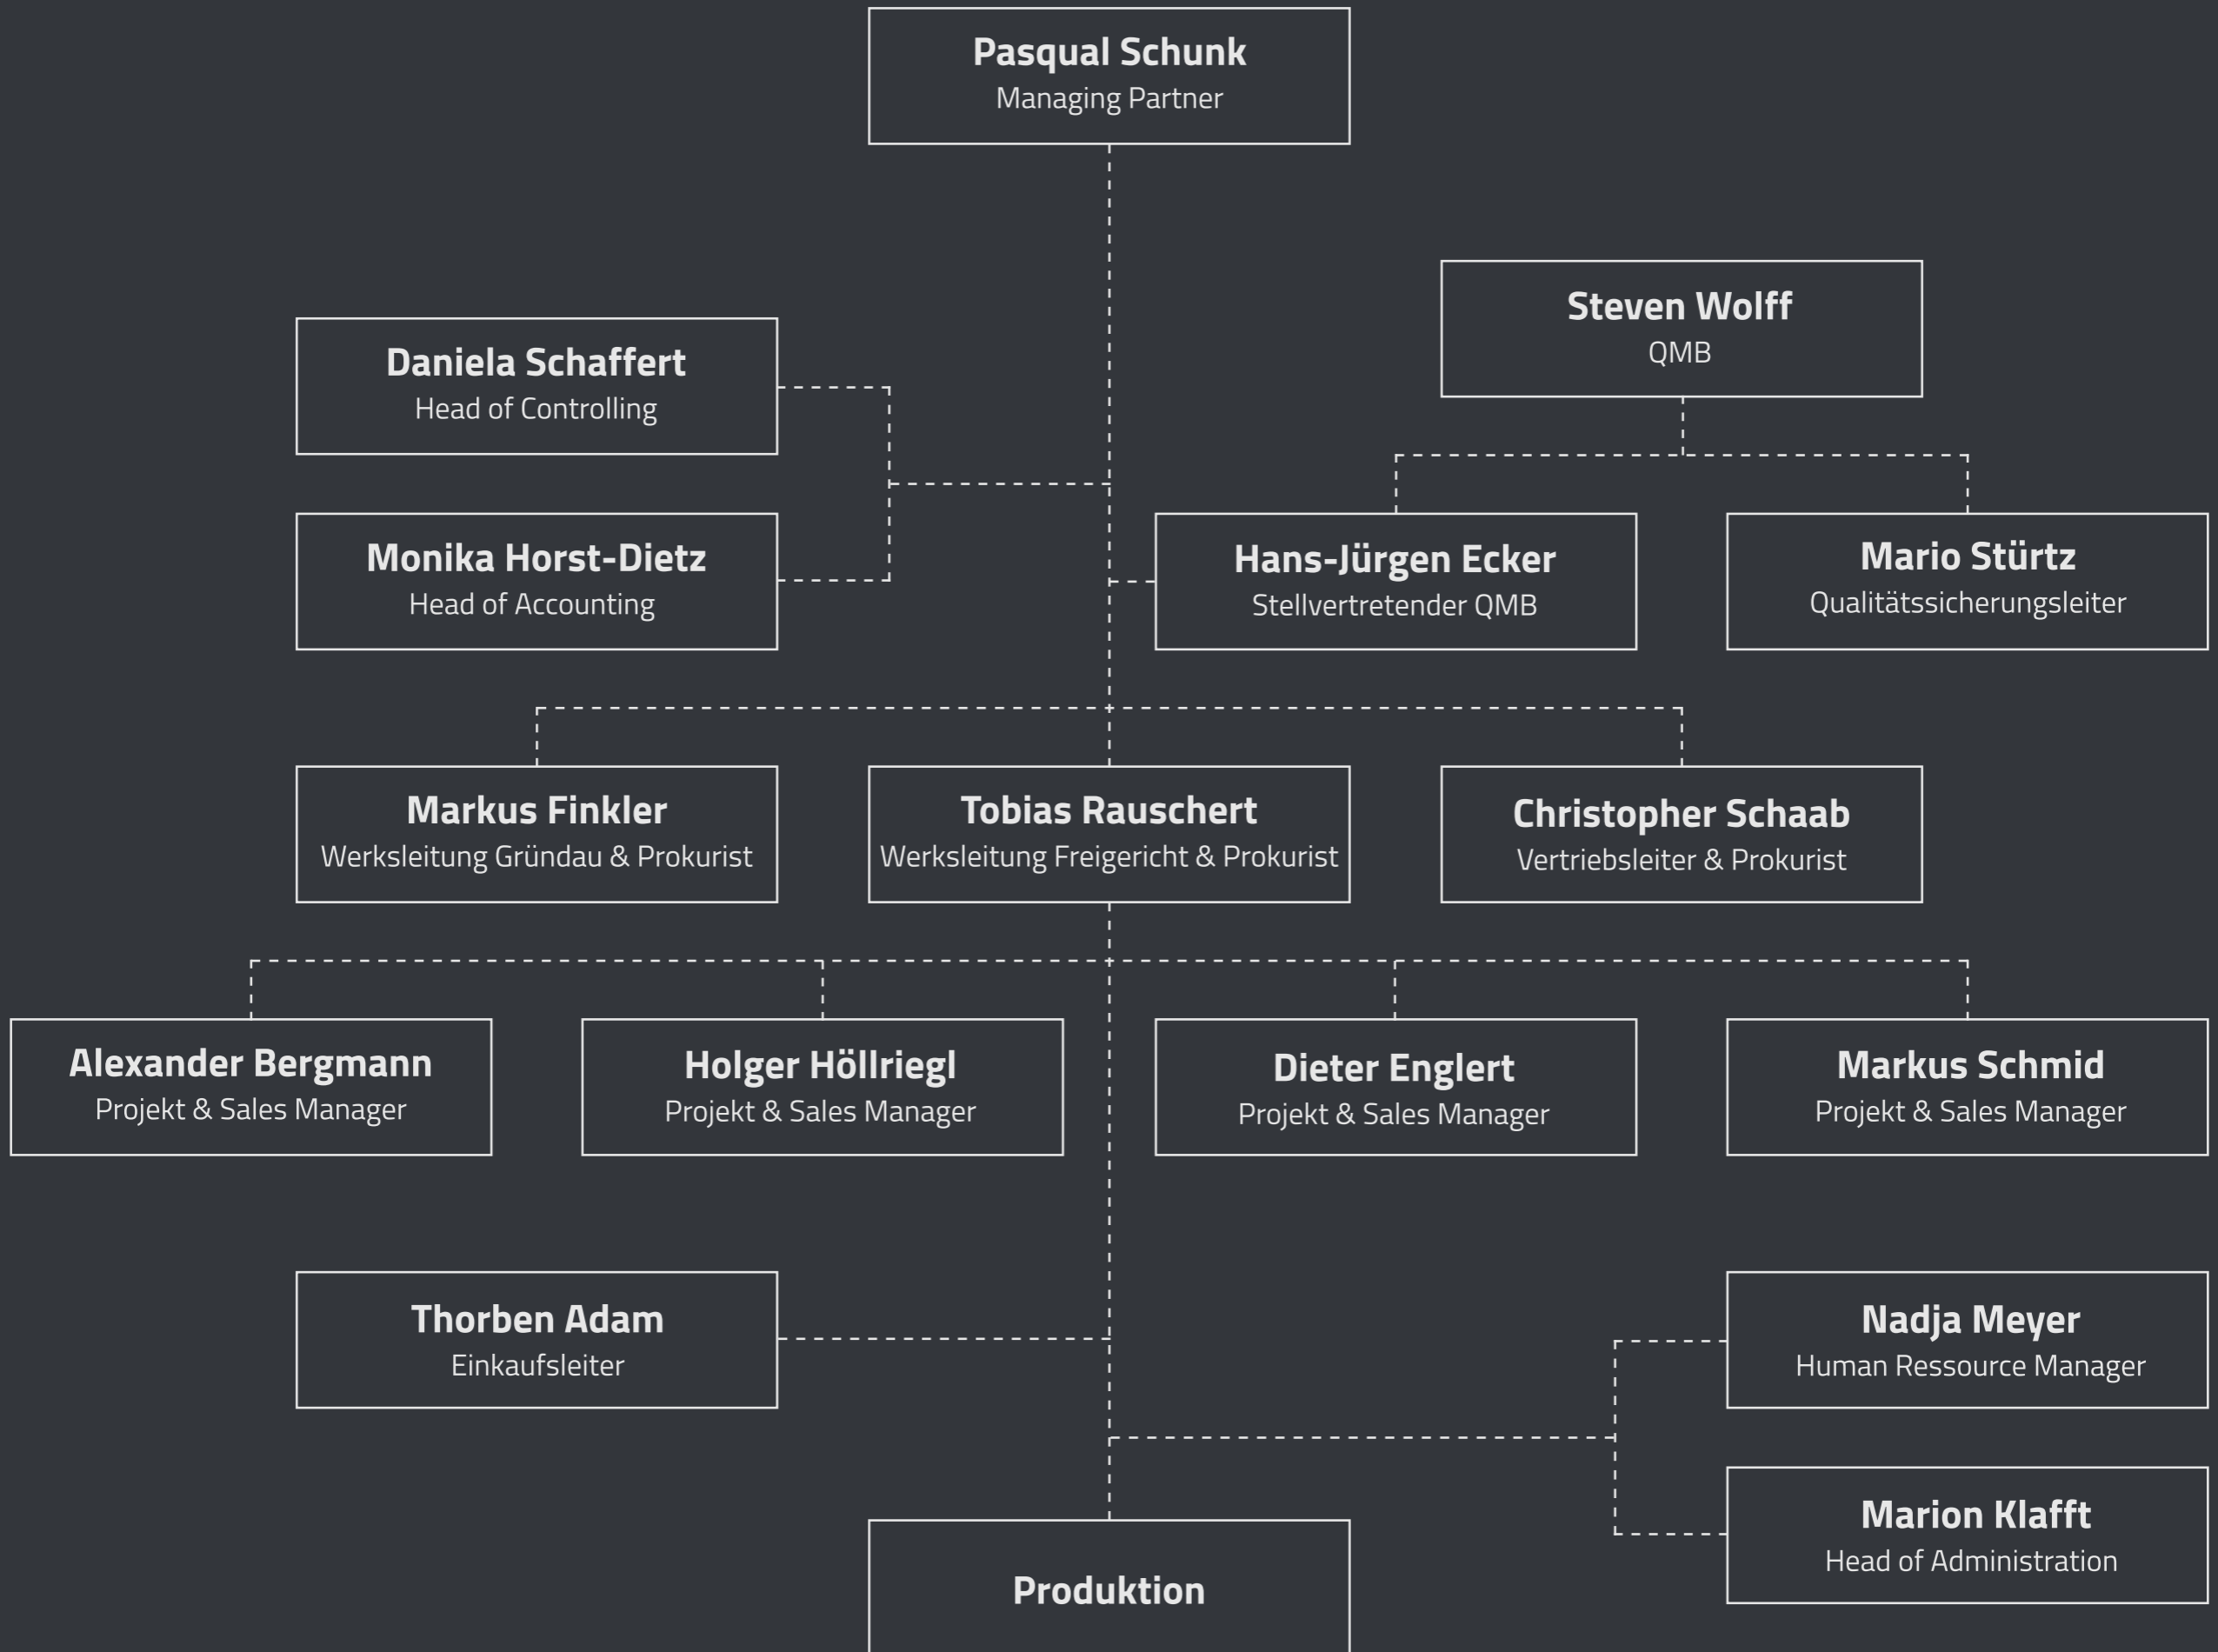 Pasqual Schunk
Managing Partner
Steven Wolff
QMB
Daniela Schaffert
Head of Controlling
Monika Horst-Dietz
Head of Accounting
Hans-Jürgen Ecker
Stellvertretender QMB
Mario Stürtz
Qualitätssicherungsleiter
Markus Finkler
Werksleitung Gründau & Prokurist
Tobias Rauschert
Werksleitung Freigericht & Prokurist
Christopher Schaab
Vertriebsleiter & Prokurist
Alexander Bergmann
Projekt & Sales Manager
Holger Höllriegl
Projekt & Sales Manager
Dieter Englert
Projekt & Sales Manager
Markus Schmid
Projekt & Sales Manager
Thorben Adam
Einkaufsleiter
Nadja Meyer
Human Ressource Manager
Marion Klafft
Head of Administration
Produktion